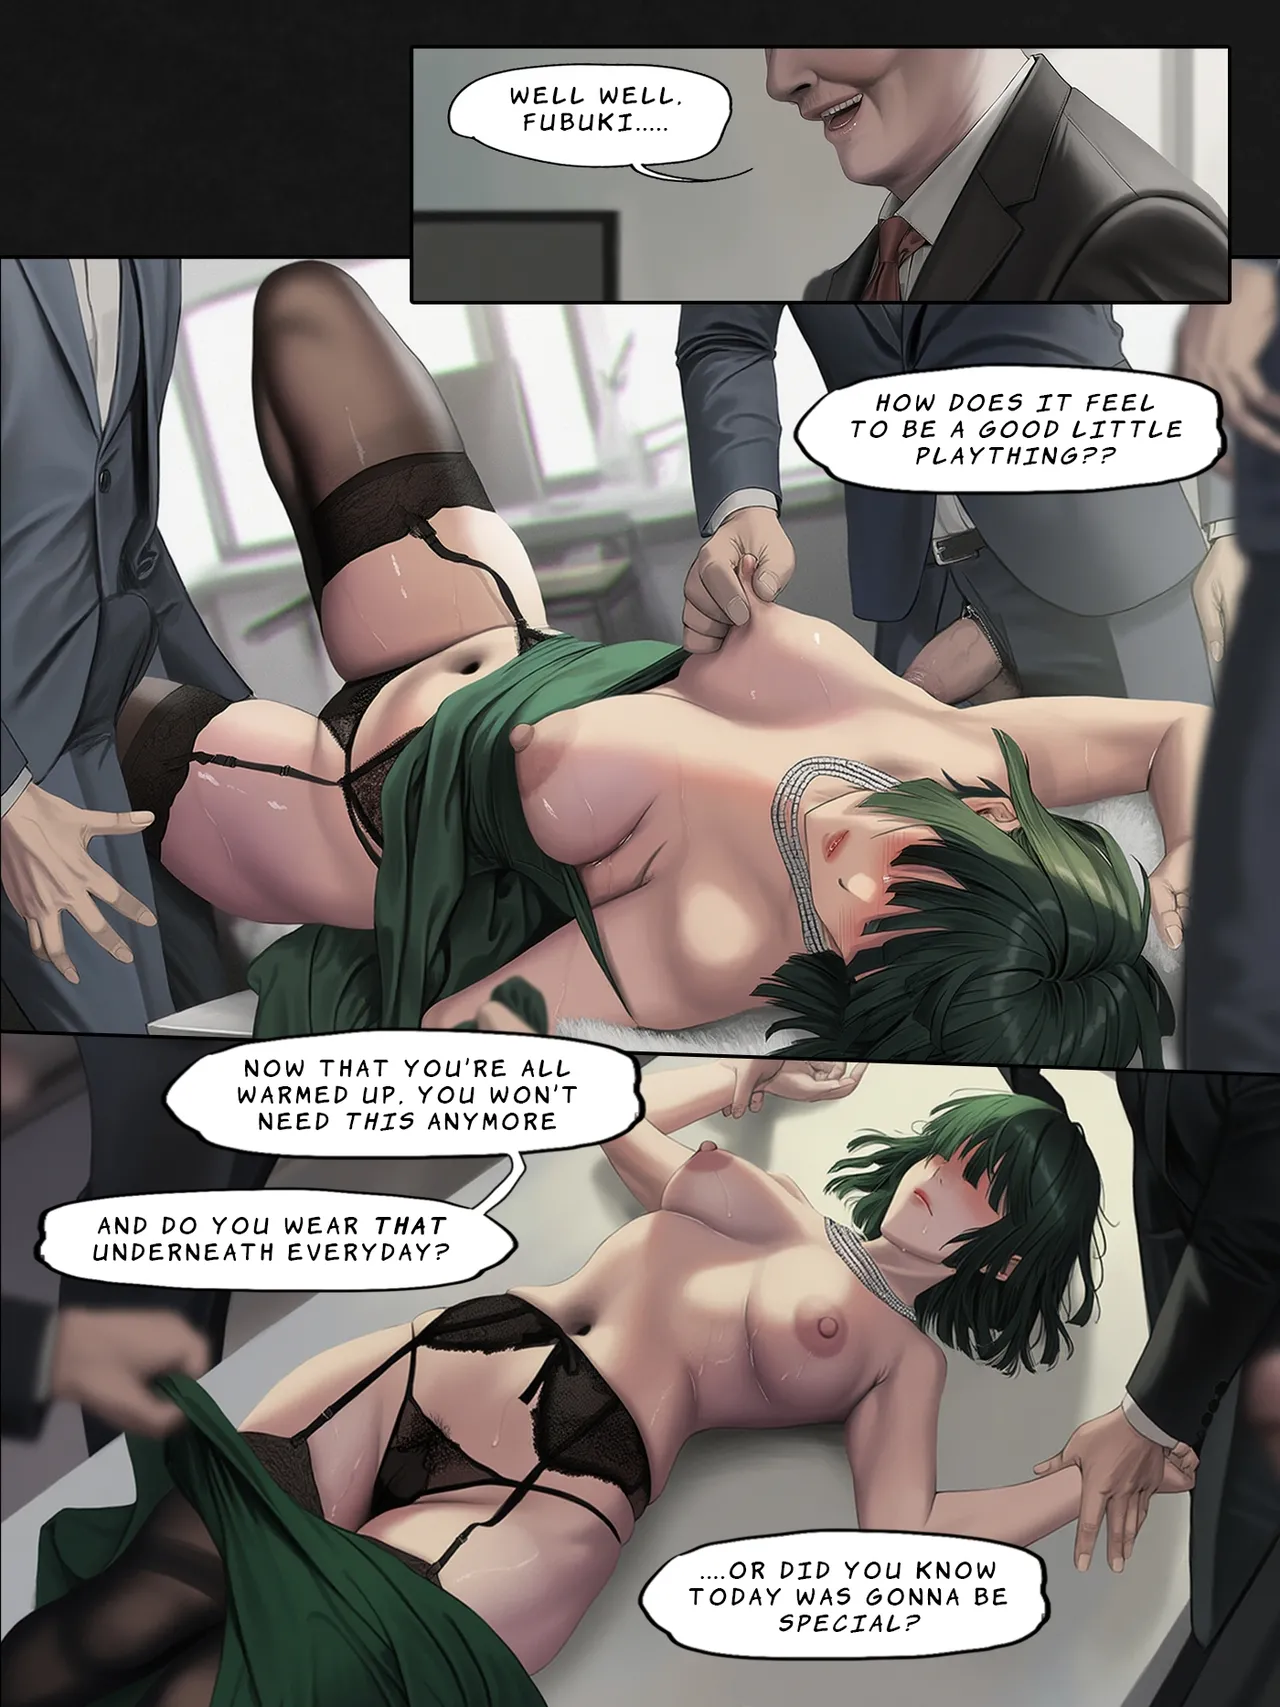 WELL WELL,
FUBUKI.....
HOW DOES IT FEEL
TO BE A GOOD LITTLE
PLAYTHING??
NOW THAT YOU'RE ALL
WARMED UP, YOU WON'T
NEED THIS ANYMORE
AND DO YOU WEAR THAT
UNDERNEATH EVERYDAY?
....OR DID YOU KNOW
TODAY WAS GONNA BE
SPECIAL?